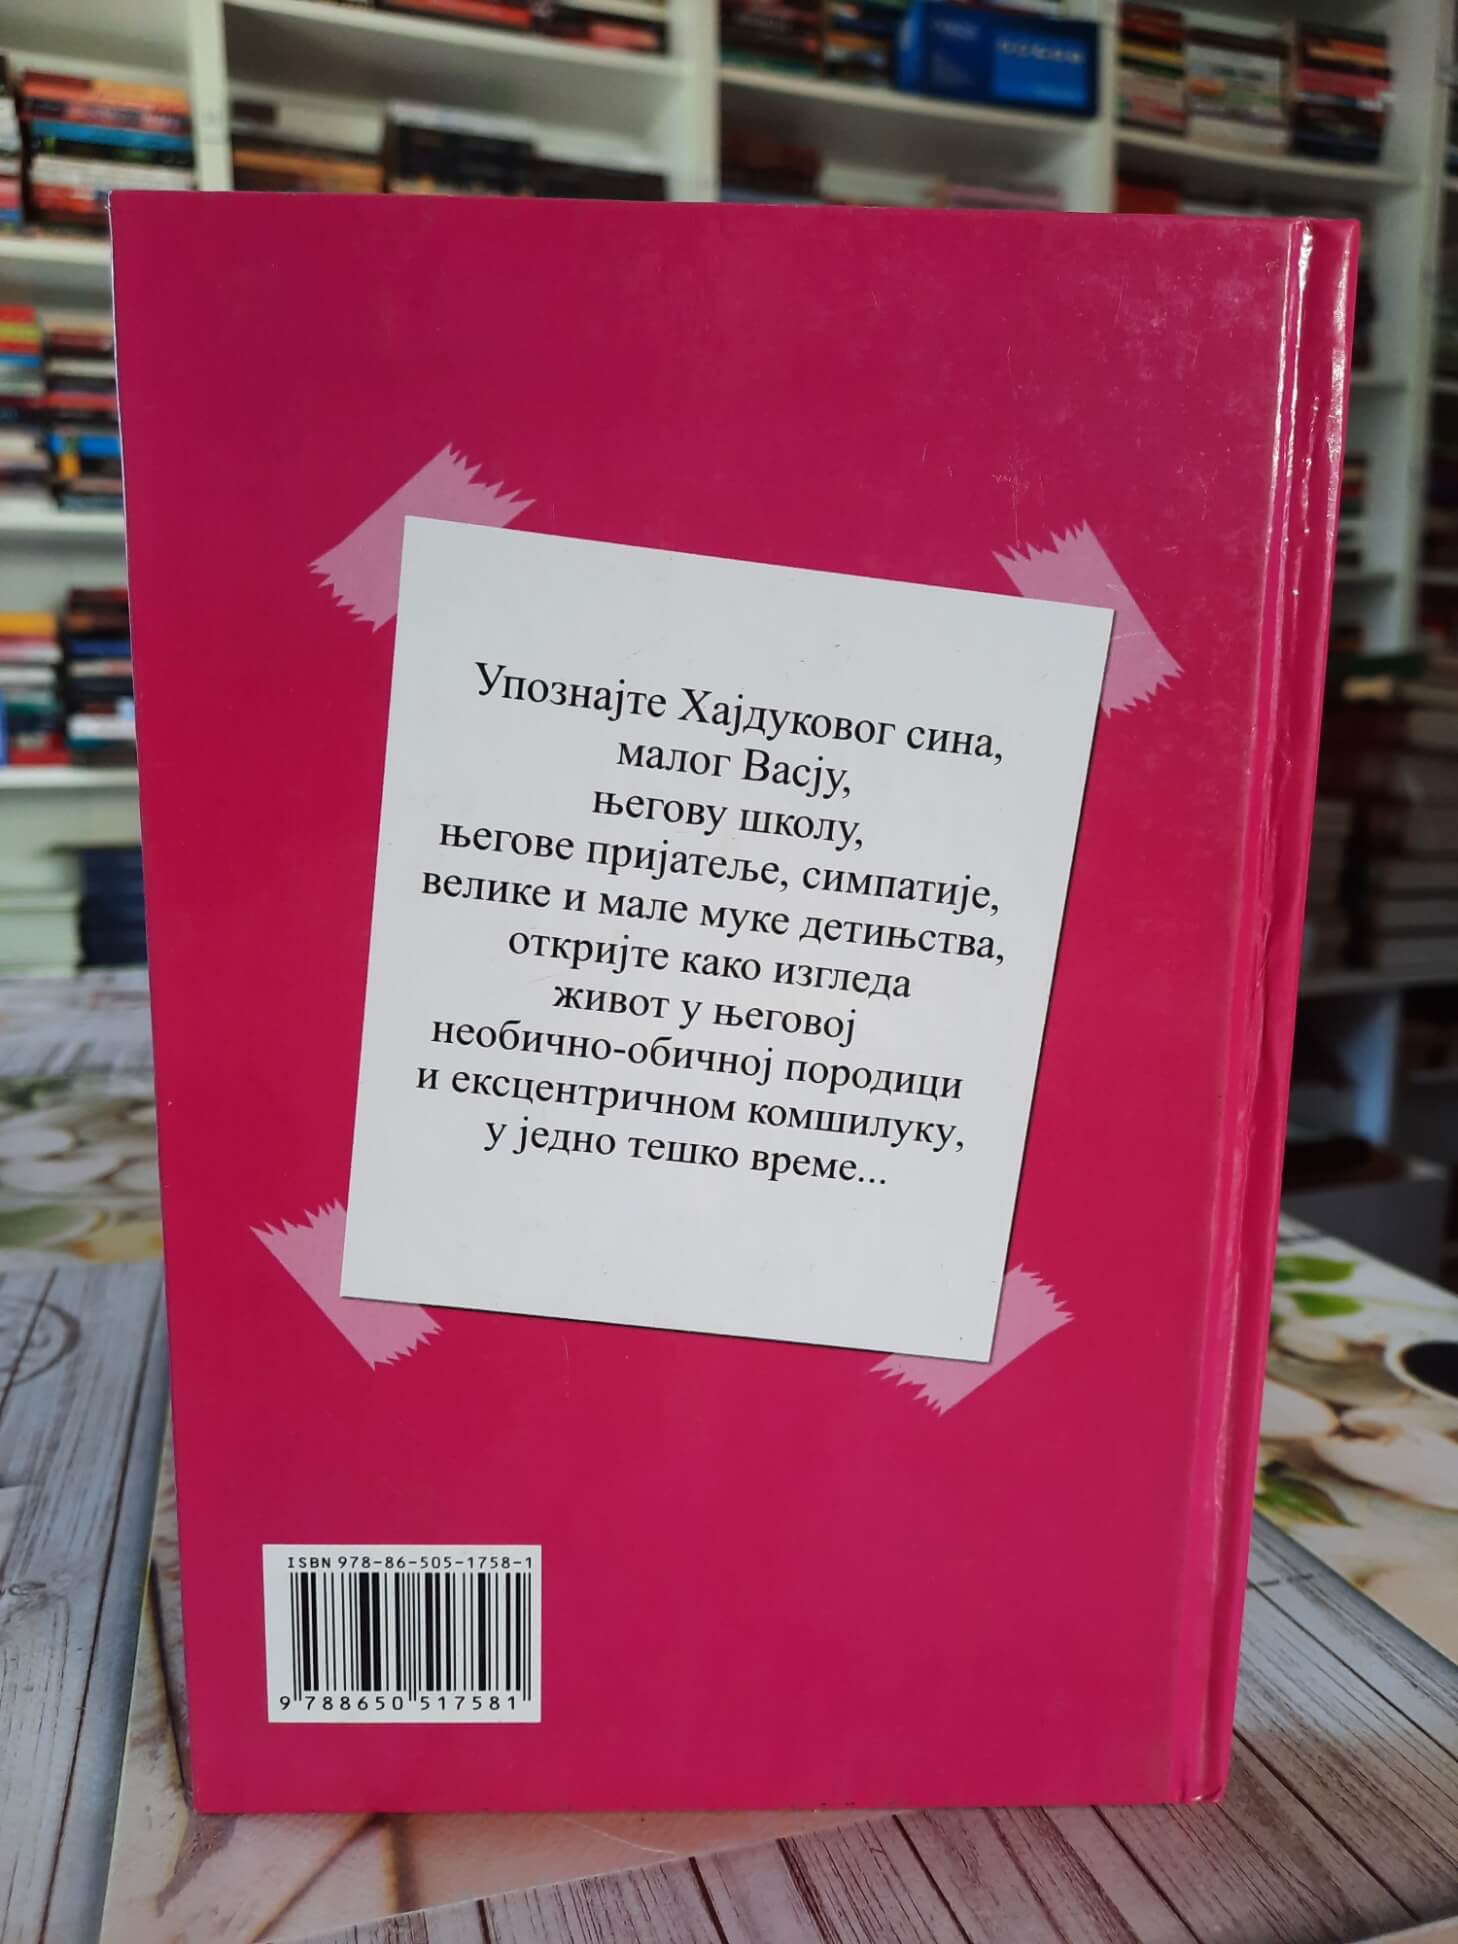 Упознајте Хајдуковог сина,
малог Васју,
његову школу,
његове пријатеље, симпатије,
велике и мале муке детињства,
откријте како изгледа
живот у његовој
необично-обичној породици
и ексцентричном комшилуку,
у једно тешко време...
ISBN 978-86-505-1758-1
9 788650 517581